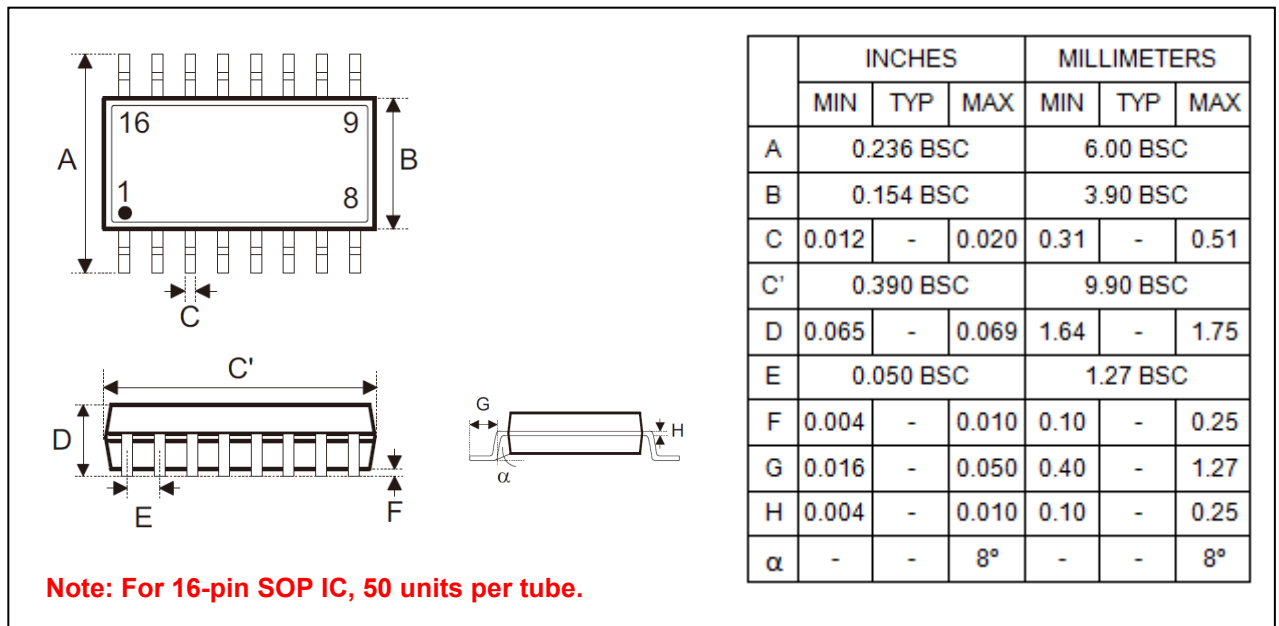 A
16
9
1
8
B
C
C'
D
E
F
G
H
α
INCHES MILLIMETERS
MIN TYP MAX MIN TYP MAX
A 0.236 BSC 6.00 BSC
B 0.154 BSC 3.90 BSC
C 0.012 - 0.020 0.31 - 0.51
C' 0.390 BSC 9.90 BSC
D 0.065 - 0.069 1.64 - 1.75
E 0.050 BSC 1.27 BSC
F 0.004 0.010 0.10 - 0.25
G 0.016 - 0.050 0.40 - 1.27
H 0.004 - 0.010 0.10 - 0.25
α - - 8° - - 8°
Note: For 16-pin SOP IC, 50 units per tube.